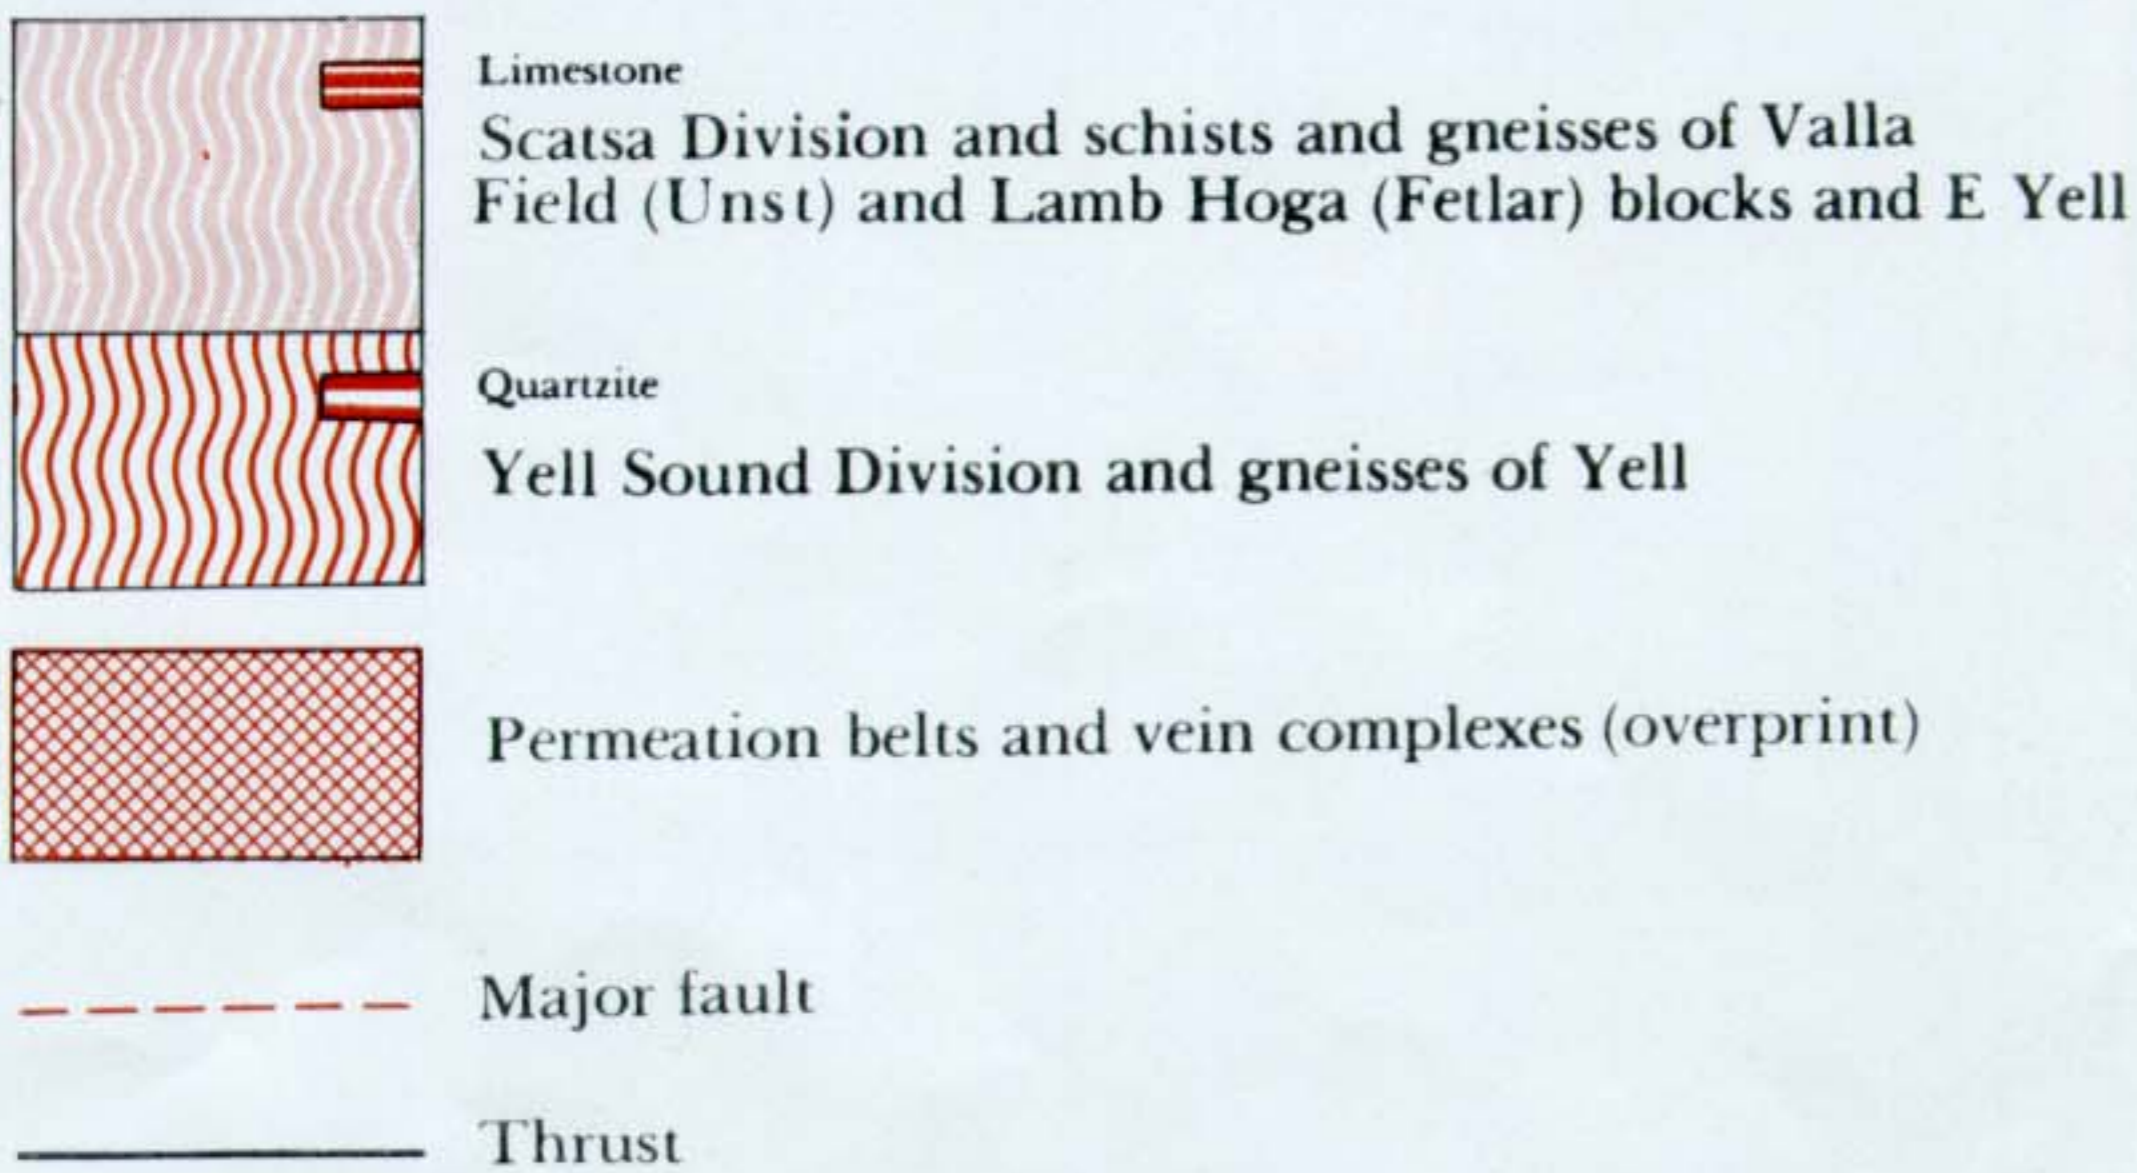 Limestone
Scatsa Division and schists and gneisses of Valla
Field (Unst) and Lamb Hoga (Fetlar) blocks and E Yell
Quartzite
Yell Sound Division and gneisses of Yell
Permeation belts and vein complexes (overprint)
Major fault
Thrust